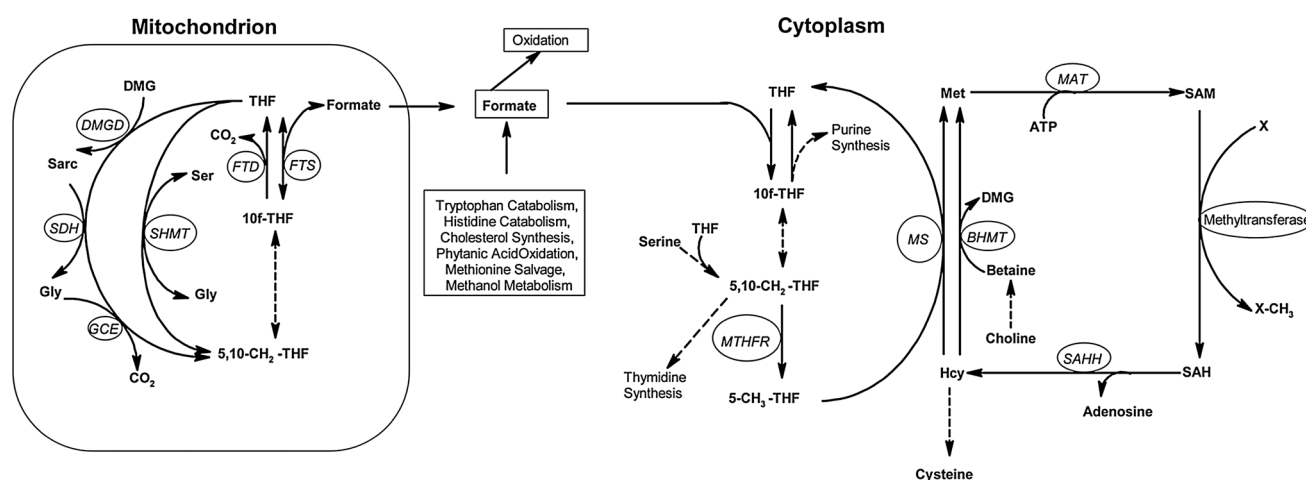 Mitochondrion
Cytoplasm
Oxidation
DMG
THF
Formate
Formate
THF
Met
MAT
SAM
ATP
DMGD
CO2
FTD
FTS
Purine
Synthesis
X
Sarc
Ser
10f-THF
10f-THF
DMG
Tryptophan Catabolism,
Histidine Catabolism,
Cholesterol Synthesis,
Phytanic AcidOxidation,
Methionine Salvage,
Methanol Metabolism
SDH
SHMT
Serine
THF
MS
BHMT
Methyltransferase
Gly
Gly
5,10-CH2 -THF
Betaine
GCE
X-CH3
MTHFR
Choline
5,10-CH2 -THF
CO2
Thymidine
Synthesis
SAHH
Hcy
SAH
5-CH3 -THF
Adenosine
Cysteine